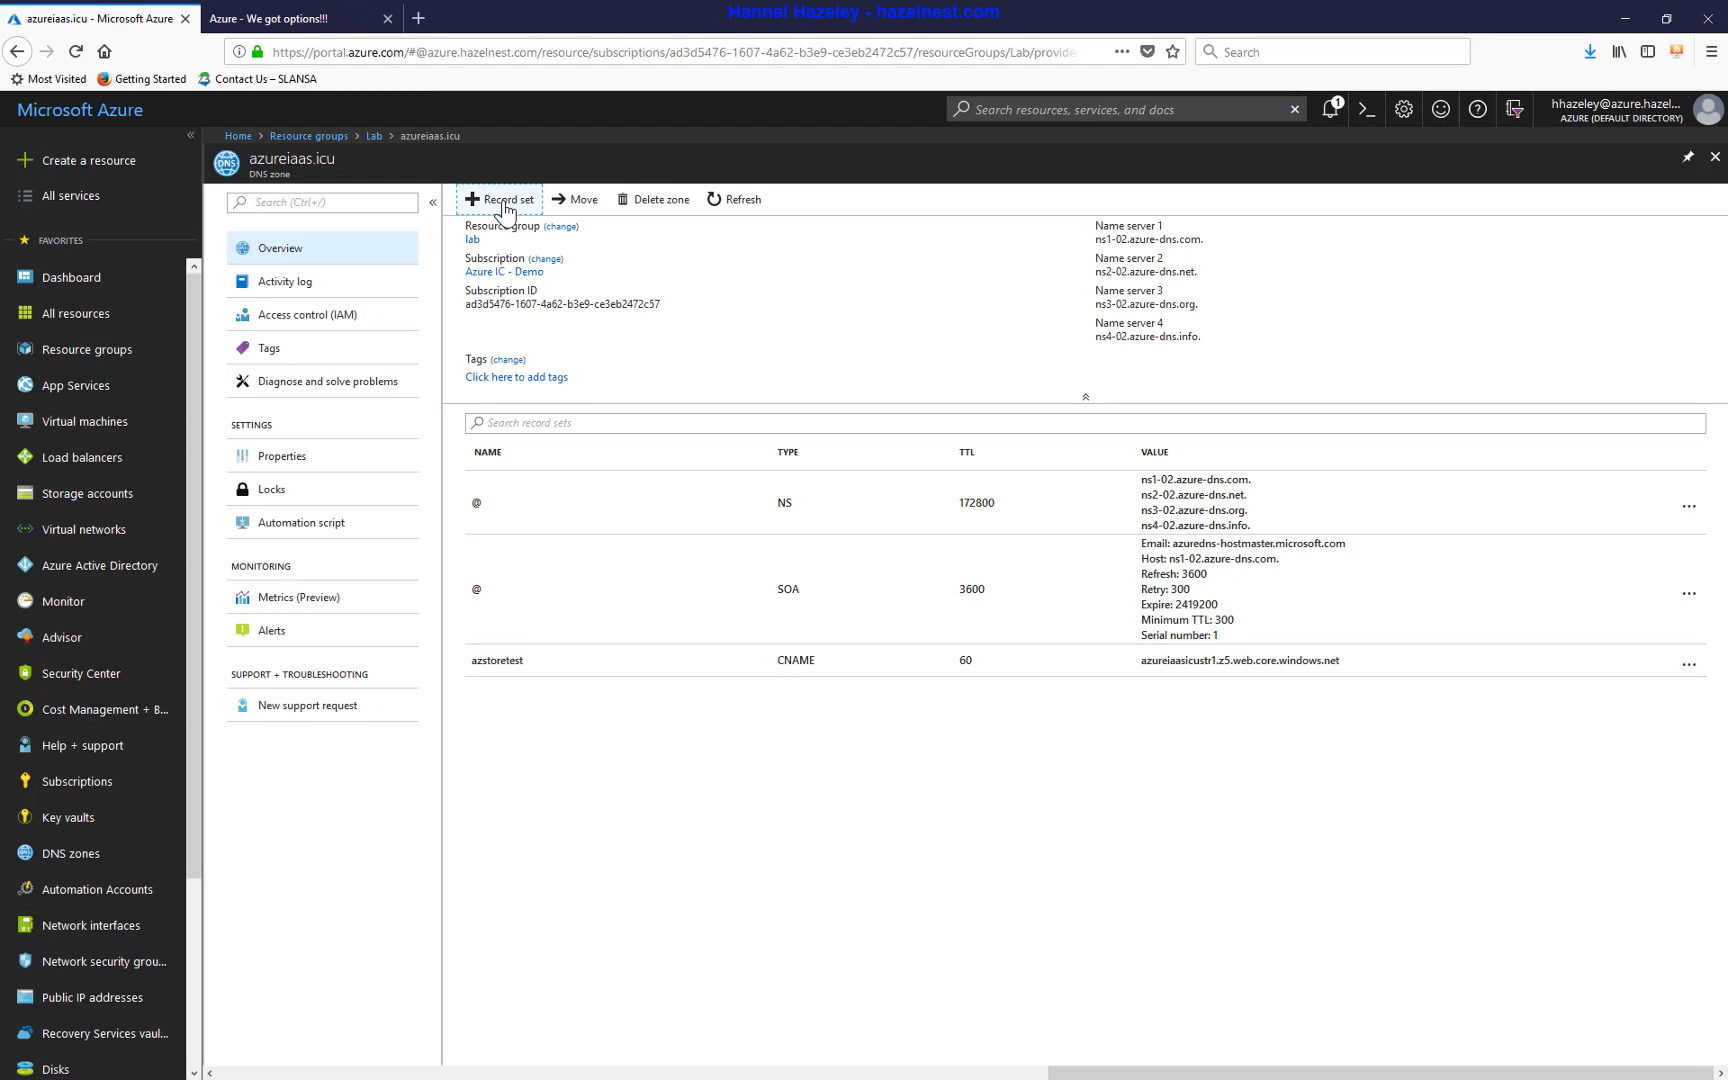 Hannel Hazeley - hazelnest.com
azureiaas.icu - Microsoft Azure
Azure - We got options!!!
https://portal.azure.com/#@azure.hazelnest.com/resource/subscriptions/ad3d5476-1607-4a62-b3e9-ce3eb2472c57/resourceGroups/Lab/provide
Search
Most Visited
Getting Started
Contact Us – SLANSA
Microsoft Azure
Search resources, services, and docs
1
hhazeley@azure.hazel...
AZURE (DEFAULT DIRECTORY)
Home > Resource groups > Lab > azureiaas.icu
azureiaas.icu
DNS zone
Create a resource
All services
FAVORITES
Dashboard
All resources
Resource groups
App Services
Virtual machines
Load balancers
Storage accounts
Virtual networks
Azure Active Directory
Monitor
Advisor
Security Center
Cost Management + B...
Help + support
Subscriptions
Key vaults
DNS zones
Automation Accounts
Network interfaces
Network security grou...
Public IP addresses
Recovery Services vaul...
Disks
Search (Ctrl+/)
Overview
Activity log
Access control (IAM)
Tags
Diagnose and solve problems
SETTINGS
Properties
Locks
Automation script
MONITORING
Metrics (Preview)
Alerts
SUPPORT + TROUBLESHOOTING
New support request
Record set
Move
Delete zone
Refresh
Resource group (change)
lab
Subscription (change)
Azure IC - Demo
Subscription ID
ad3d5476-1607-4a62-b3e9-ce3eb2472c57
Tags (change)
Click here to add tags
Name server 1
ns1-02.azure-dns.com.
Name server 2
ns2-02.azure-dns.net.
Name server 3
ns3-02.azure-dns.org.
Name server 4
ns4-02.azure-dns.info.
Search record sets
NAME TYPE TTL VALUE
@ NS 172800
ns1-02.azure-dns.com.
ns2-02.azure-dns.net.
ns3-02.azure-dns.org.
ns4-02.azure-dns.info.
@ SOA 3600
Email: azuredns-hostmaster.microsoft.com
Host: ns1-02.azure-dns.com.
Refresh: 3600
Retry: 300
Expire: 2419200
Minimum TTL: 300
Serial number: 1
azstoretest CNAME 60 azureiaasicustr1.z5.web.core.windows.net